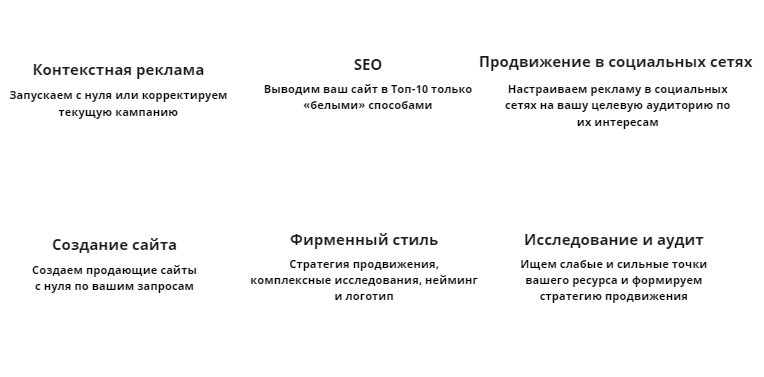 Контекстная реклама
Запускаем с нуля или корректируем
текущую кампанию
SEO
Выводим ваш сайт в Топ-10 только
«белыми» способами
Продвижение в социальных сетях
Настраиваем рекламу в социальных
сетях на вашу целевую аудиторию по
их интересам
Создание сайта
Создаем продающие сайты
с нуля по вашим запросам
Фирменный стиль
Стратегия продвижения,
комплексные исследования, нейминг
и логотип
Исследование и аудит
Ищем слабые и сильные точки
вашего ресурса и формируем
стратегию продвижения